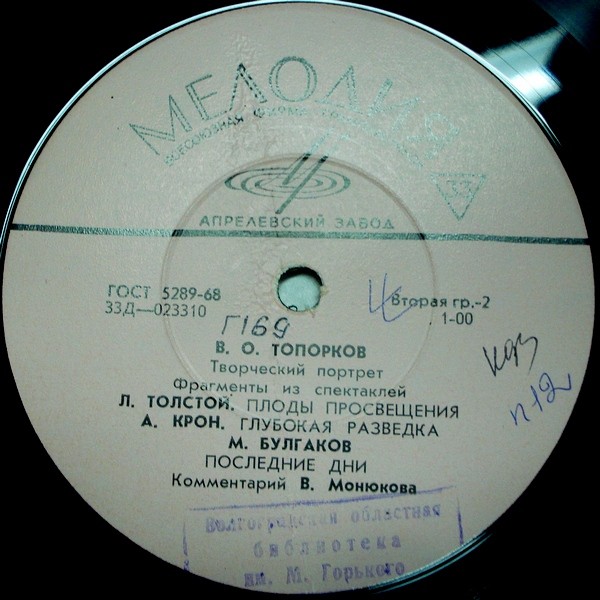 МЕЛОДИЯ
ВСЕСОЮЗНАЯ ФИРМА
33
АПРЕЛЕВСКИЙ ЗАВОД
ГОСТ 5289-68
33Д—023310
Вторая гр.-2
1-00
Г169
В. О. ТОПОРКОВ
Творческий портрет
Фрагменты из спектаклей
Л. ТОЛСТОЙ. ПЛОДЫ ПРОСВЕЩЕНИЯ
А. КРОН. ГЛУБОКАЯ РАЗВЕДКА
М. БУЛГАКОВ
ПОСЛЕДНИЕ ДНИ
Комментарий В. Монюкова
п12
Волгоградская областная
библиотека
им. М. Горького